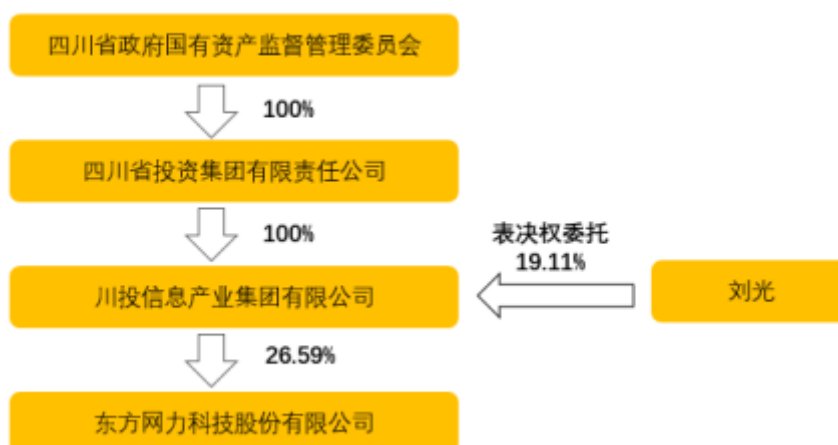 四川省政府国有资产监督管理委员会
100%
四川省投资集团有限责任公司
100%
表决权委托
19.11%
川投信息产业集团有限公司
刘光
26.59%
东方网力科技股份有限公司